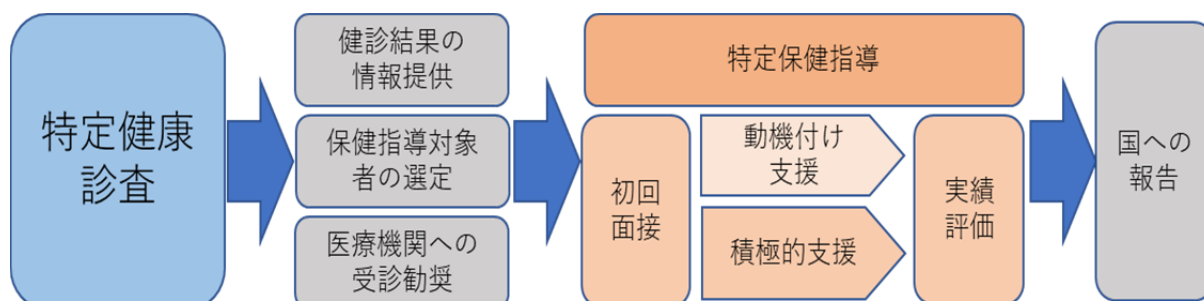 特定健康
診査
健診結果の
情報提供
保健指導対象
者の選定
医療機関への
受診勧奨
特定保健指導
初回
面接
動機付け
支援
積極的支援
実績
評価
国への
報告